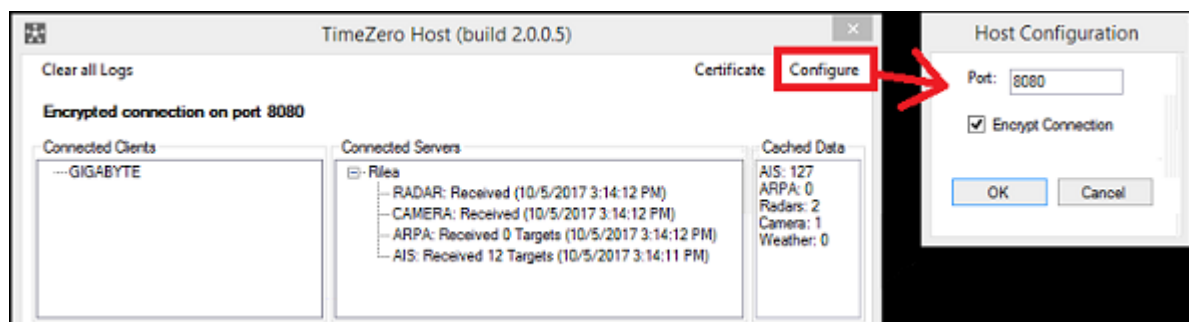 TimeZero Host (build 2.0.0.5)
Clear all Logs
Certificate
Configure
Encrypted connection on port 8080
Connected Clients
GIGABYTE
Connected Servers
Rilea
RADAR: Received (10/5/2017 3:14:12 PM)
CAMERA: Received (10/5/2017 3:14:12 PM)
ARPA: Received 0 Targets (10/5/2017 3:14:12 PM)
AIS: Received 12 Targets (10/5/2017 3:14:11 PM)
Cached Data
AIS: 127
ARPA: 0
Radars: 2
Camera: 1
Weather: 0
Host Configuration
Port: 8080
Encrypt Connection
OK
Cancel